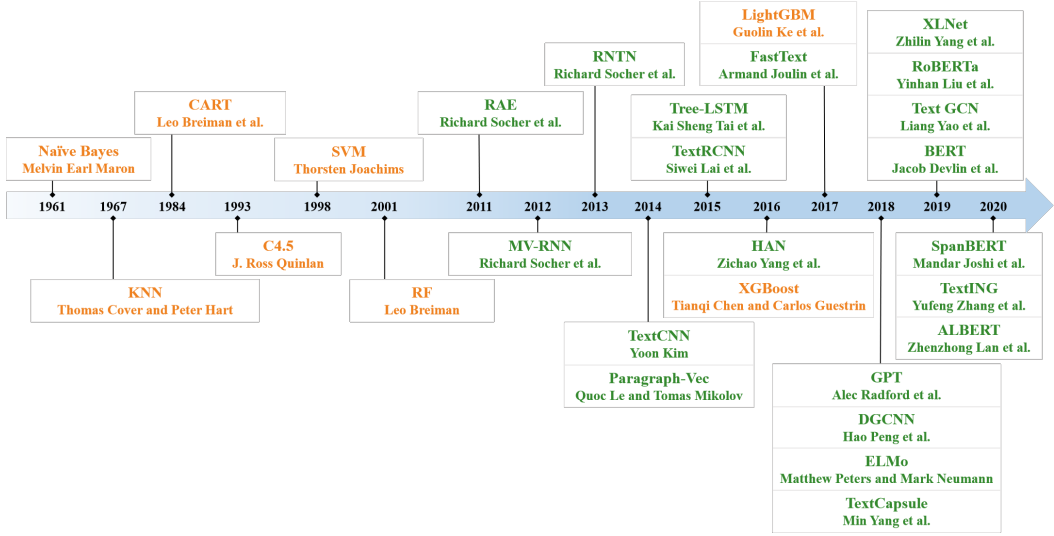 LightGBM
Guolin Ke et al.
FastText
Armand Joulin et al.
XLNet
Zhilin Yang et al.
RoBERTa
Yinhan Liu et al.
Text GCN
Liang Yao et al.
BERT
Jacob Devlin et al.
RNTN
Richard Socher et al.
CART
Leo Breiman et al.
RAE
Richard Socher et al.
Tree-LSTM
Kai Sheng Tai et al.
TextRCNN
Siwei Lai et al.
Naïve Bayes
Melvin Earl Maron
SVM
Thorsten Joachims
1961 1967 1984 1993 1998 2001 2011 2012 2013 2014 2015 2016 2017 2018 2019 2020
C4.5
J. Ross Quinlan
MV-RNN
Richard Socher et al.
HAN
Zichao Yang et al.
XGBoost
Tianqi Chen and Carlos Guestrin
SpanBERT
Mandar Joshi et al.
TextING
Yufeng Zhang et al.
ALBERT
Zhenzhong Lan et al.
KNN
Thomas Cover and Peter Hart
RF
Leo Breiman
TextCNN
Yoon Kim
Paragraph-Vec
Quoc Le and Tomas Mikolov
GPT
Alec Radford et al.
DGCNN
Hao Peng et al.
ELMo
Matthew Peters and Mark Neumann
TextCapsule
Min Yang et al.